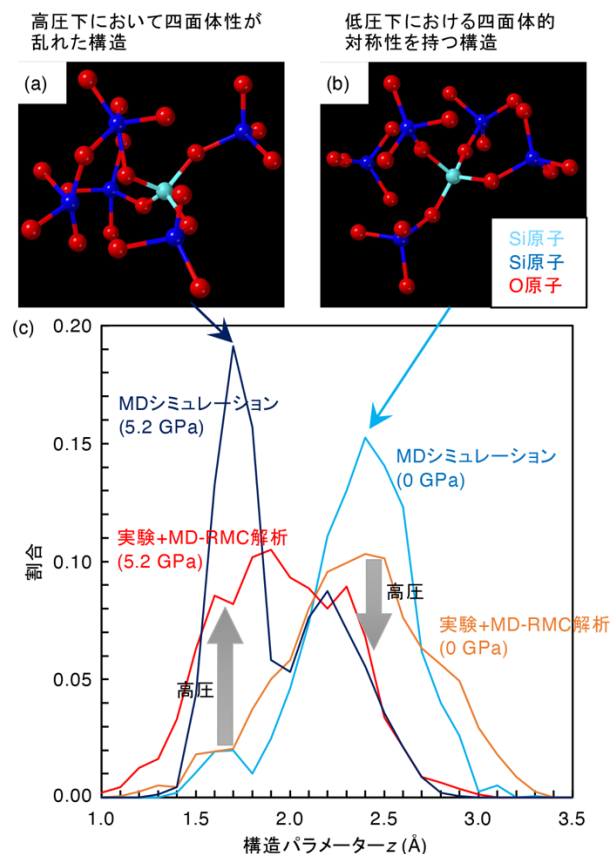 高圧下において四面体性が
乱れた構造
低圧下における四面体的
対称性を持つ構造
(a)
(b)
Si原子
Si原子
O原子
(c)
0.20
0.15
0.10
0.05
0.00
割合
MDシミュレーション
(5.2 GPa)
MDシミュレーション
(0 GPa)
実験+MD-RMC解析
(5.2 GPa)
高圧
実験+MD-RMC解析
(0 GPa)
高圧
1.0 1.5 2.0 2.5 3.0 3.5
構造パラメーターz (Å)